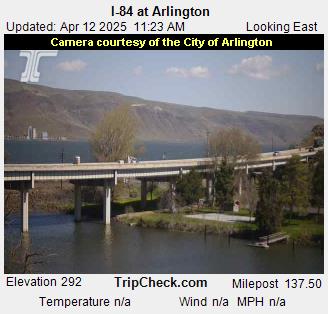 I-84 at Arlington
Updated: Apr 12 2025 11:23 AM Looking East
Camera courtesy of the City of Arlington
Elevation 292 TripCheck.com Milepost 137.50
Temperature n/a Wind n/a MPH n/a